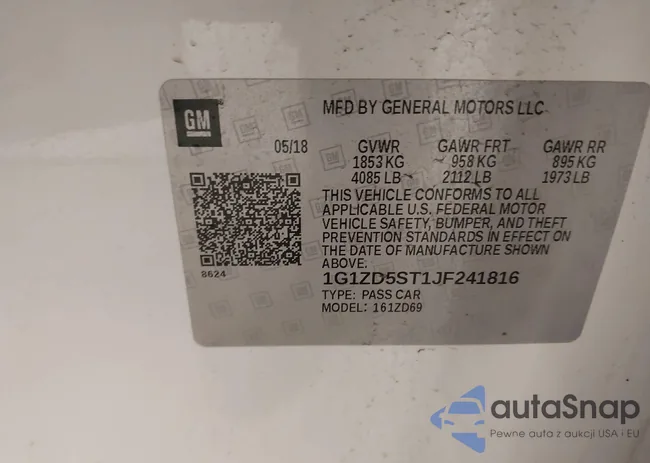 GM
MFD BY GENERAL MOTORS LLC
05/18 GVWR GAWR FRT GAWR RR
1853 KG 958 KG 895 KG
4085 LB 2112 LB 1973 LB
THIS VEHICLE CONFORMS TO ALL
APPLICABLE U.S. FEDERAL MOTOR
VEHICLE SAFETY, BUMPER, AND THEFT
PREVENTION STANDARDS IN EFFECT ON
THE DATE OF MANUFACTURE SHOWN
ABOVE.
8624
1G1ZD5ST1JF241816
TYPE: PASS CAR
MODEL: 161ZD69
autaSnap
Pewne auta z aukcji USA i EU